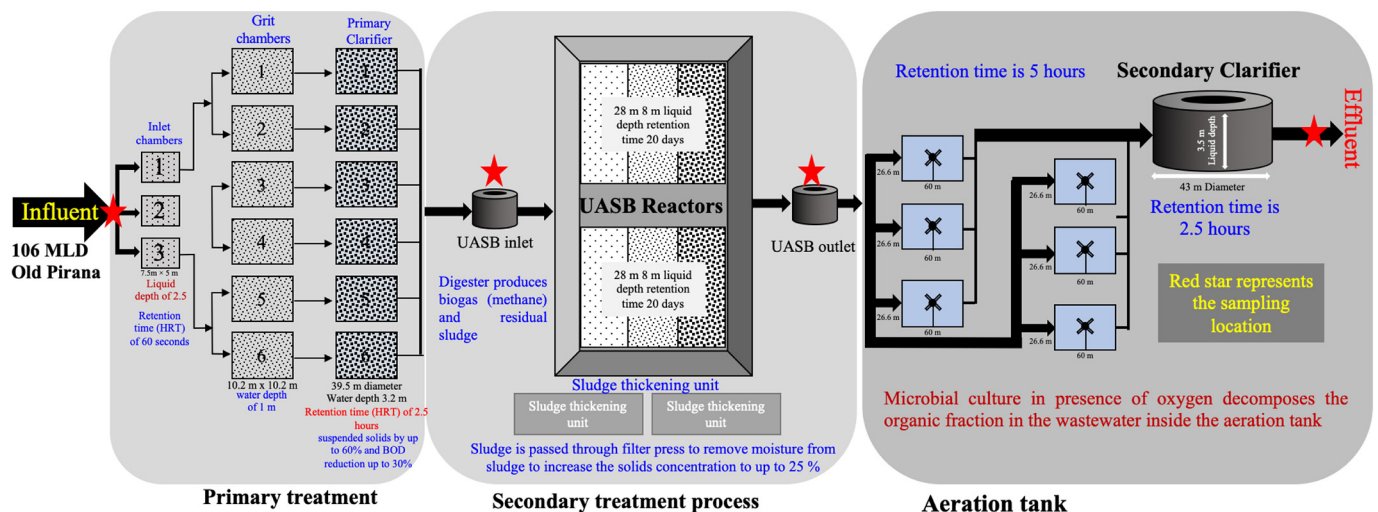 Influent
106 MLD
Old Pirana
Inlet
chambers
1
2
3
7.5m × 5 m
Liquid
depth of 2.5
Retention
time (HRT)
of 60 seconds
Grit
chambers
1
2
3
4
5
6
10.2 m x 10.2 m
water depth
of 1 m
Primary
Clarifier
1
2
3
4
5
6
39.5 m diameter
Water depth 3.2 m
Retention time (HRT) of 2.5
hours
suspended solids by up
to 60% and BOD
reduction up to 30%
Primary treatment
UASB inlet
Digester produces
biogas (methane)
and residual
sludge
28 m 8 m liquid
depth retention
time 20 days
UASB Reactors
28 m 8 m liquid
depth retention
time 20 days
UASB outlet
Sludge thickening unit
Sludge thickening
unit
Sludge thickening
unit
Sludge is passed through filter press to remove moisture from
sludge to increase the solids concentration to up to 25 %
Secondary treatment process
Retention time is 5 hours
26.6 m
60 m
26.6 m
60 m
26.6 m
60 m
26.6 m
60 m
26.6 m
60 m
26.6 m
60 m
Secondary Clarifier
3.5 m
Liquid depth
43 m Diameter
Retention time is
2.5 hours
Effluent
Red star represents
the sampling
location
Microbial culture in presence of oxygen decomposes the
organic fraction in the wastewater inside the aeration tank
Aeration tank